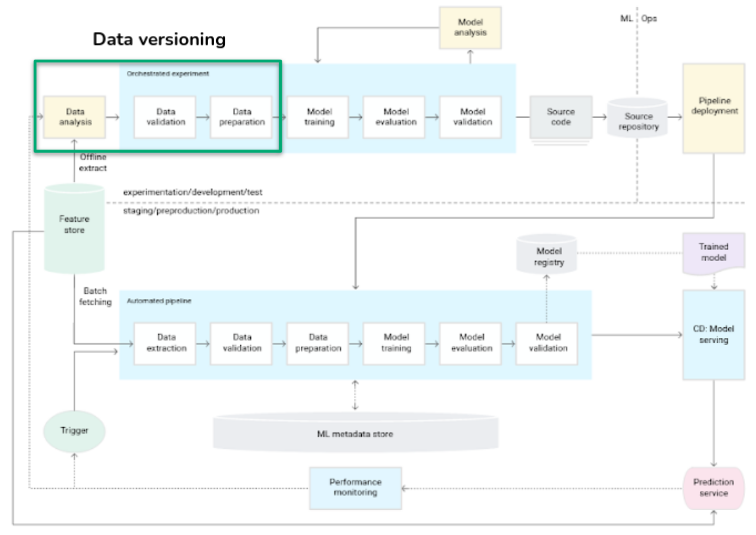 Data versioning
Model
analysis
ML
Ops
Orchestrated experiment
Data
analysis
Data
validation
Data
preparation
Model
training
Model
evaluation
Model
validation
Source
code
Source
repository
Pipeline
deployment
Offline
extract
experimentation/development/test
staging/preproduction/production
Feature
store
Model
registry
Trained
model
Batch
fetching
Automated pipeline
Data
extraction
Data
validation
Data
preparation
Model
training
Model
evaluation
Model
validation
CD: Model
serving
Trigger
ML metadata store
Performance
monitoring
Prediction
service